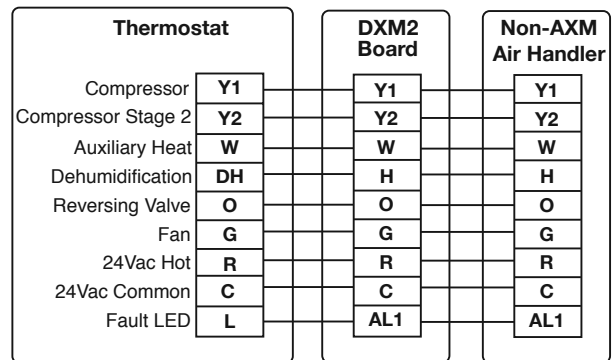 Thermostat DXM2 Board Non-AXM Air Handler
Compressor Y1 Y1 Y1
Compressor Stage 2 Y2 Y2 Y2
Auxiliary Heat W W W
Dehumidification DH H H
Reversing Valve O O O
Fan G G G
24Vac Hot R R R
24Vac Common C C C
Fault LED L AL1 AL1